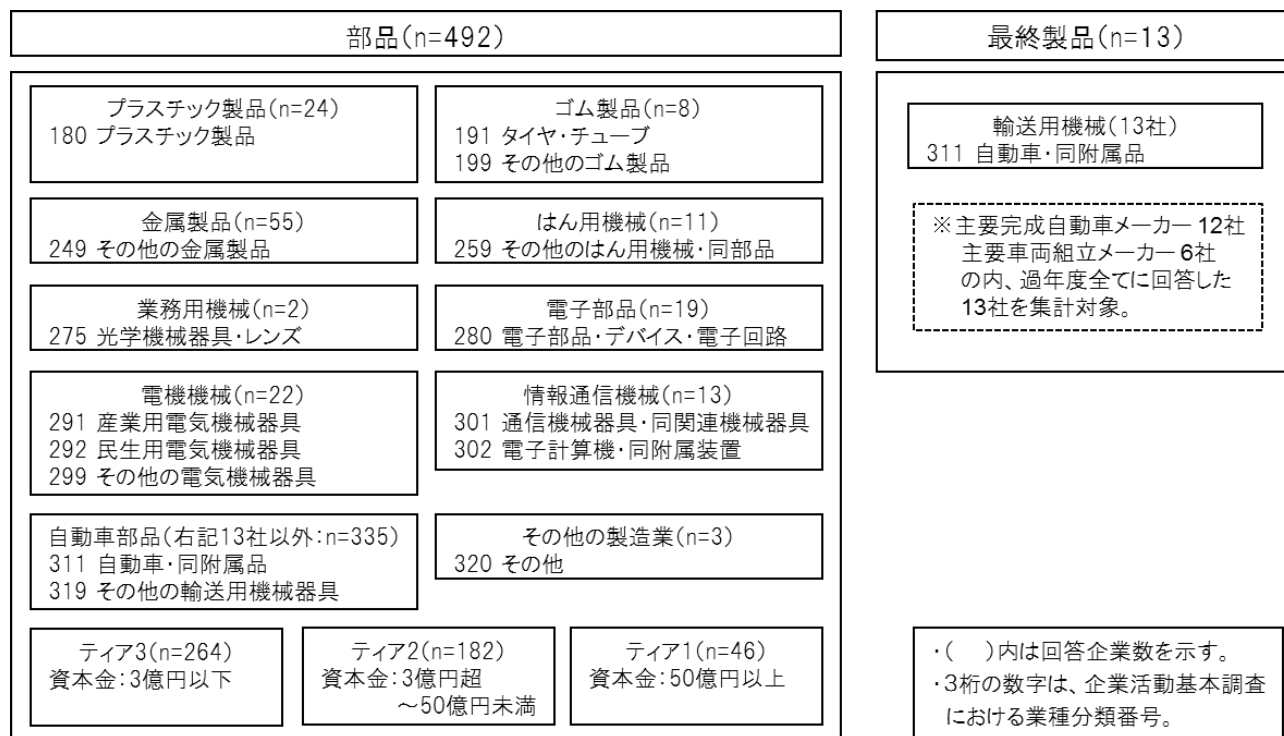 部品(n=492)
最終製品(n=13)
プラスチック製品(n=24)
180 プラスチック製品
ゴム製品(n=8)
191 タイヤ・チューブ
199 その他のゴム製品
金属製品(n=55)
249 その他の金属製品
はん用機械(n=11)
259 その他のはん用機械・同部品
業務用機械(n=2)
275 光学機械器具・レンズ
電子部品(n=19)
280 電子部品・デバイス・電子回路
電機機械(n=22)
291 産業用電気機械器具
292 民生用電気機械器具
299 その他の電気機械器具
情報通信機械(n=13)
301 通信機械器具・同関連機械器具
302 電子計算機・同附属装置
自動車部品(右記13社以外:n=335)
311 自動車・同附属品
319 その他の輸送用機械器具
その他の製造業(n=3)
320 その他
ティア3(n=264)
資本金:3億円以下
ティア2(n=182)
資本金:3億円超
~50億円未満
ティア1(n=46)
資本金:50億円以上
輸送用機械(13社)
311 自動車・同附属品
※主要完成自動車メーカー12社
主要車両組立メーカー6社
の内、過年度全てに回答した
13社を集計対象。
・( )内は回答企業数を示す。
・3桁の数字は、企業活動基本調査
における業種分類番号。